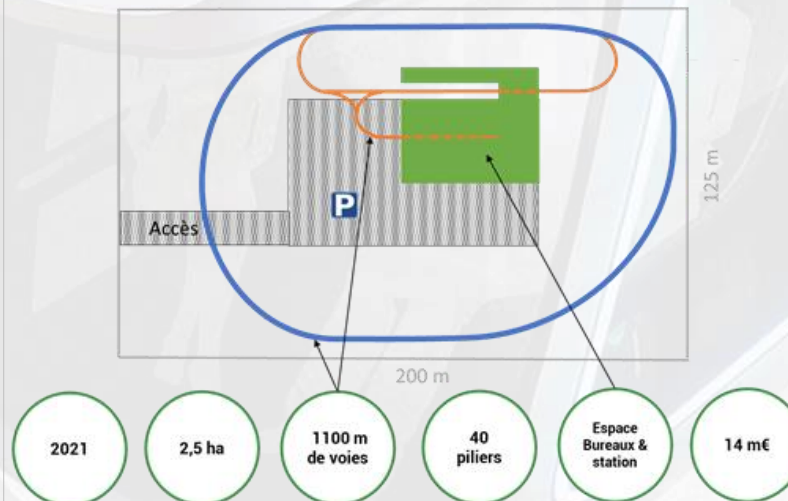 P
Accès
125 m
200 m
2021
2,5 ha
1100 m
de voies
40
piliers
Espace
Bureaux &
station
14 m€